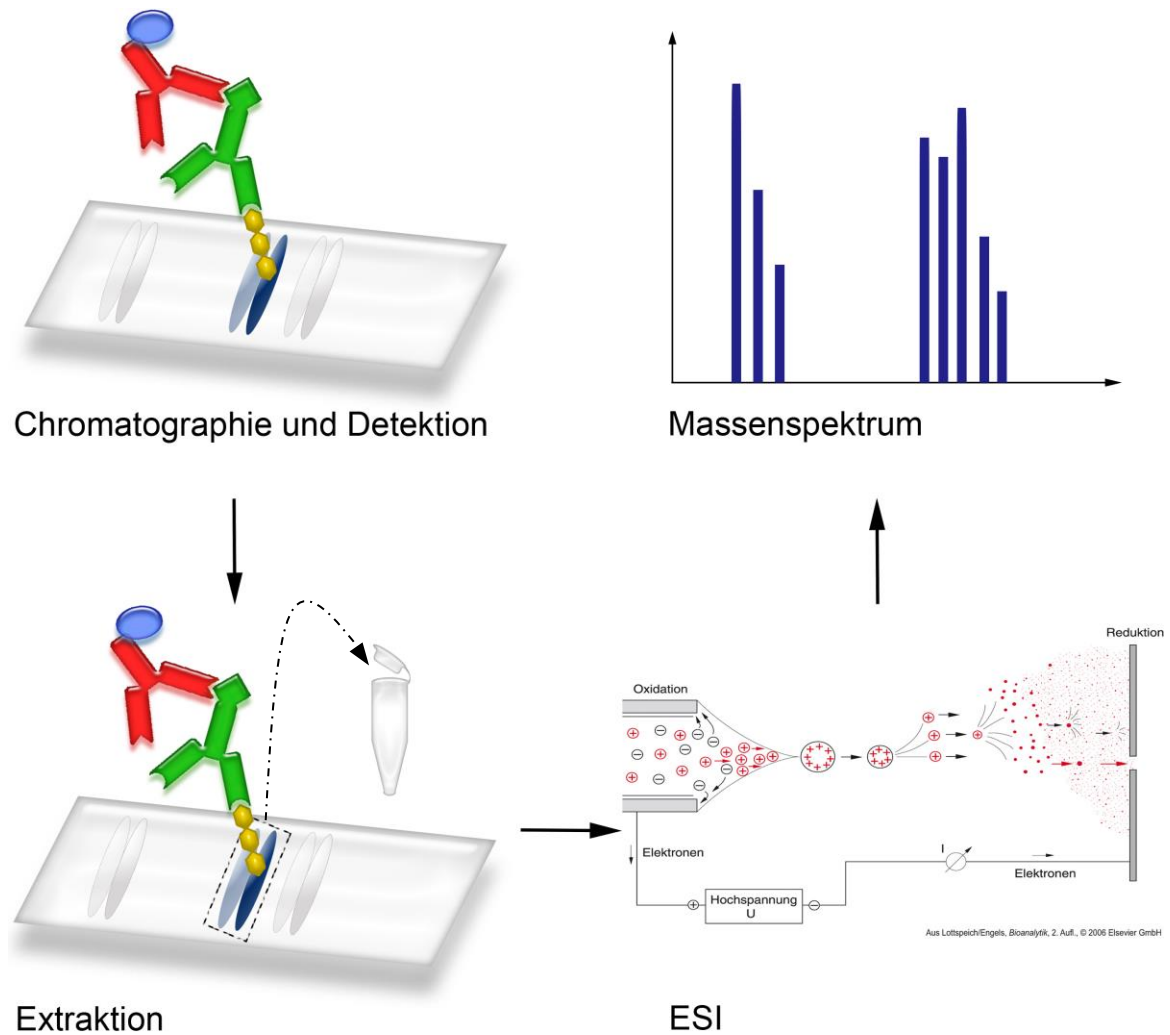 Chromatographie und Detektion
Massenspektrum
Reduktion
Oxidation
Elektronen
I
Elektronen
Hochspannung
U
Aus Lottspeich/Engels, Bioanalytik, 2. Aufl., © 2006 Elsevier GmbH
Extraktion
ESI